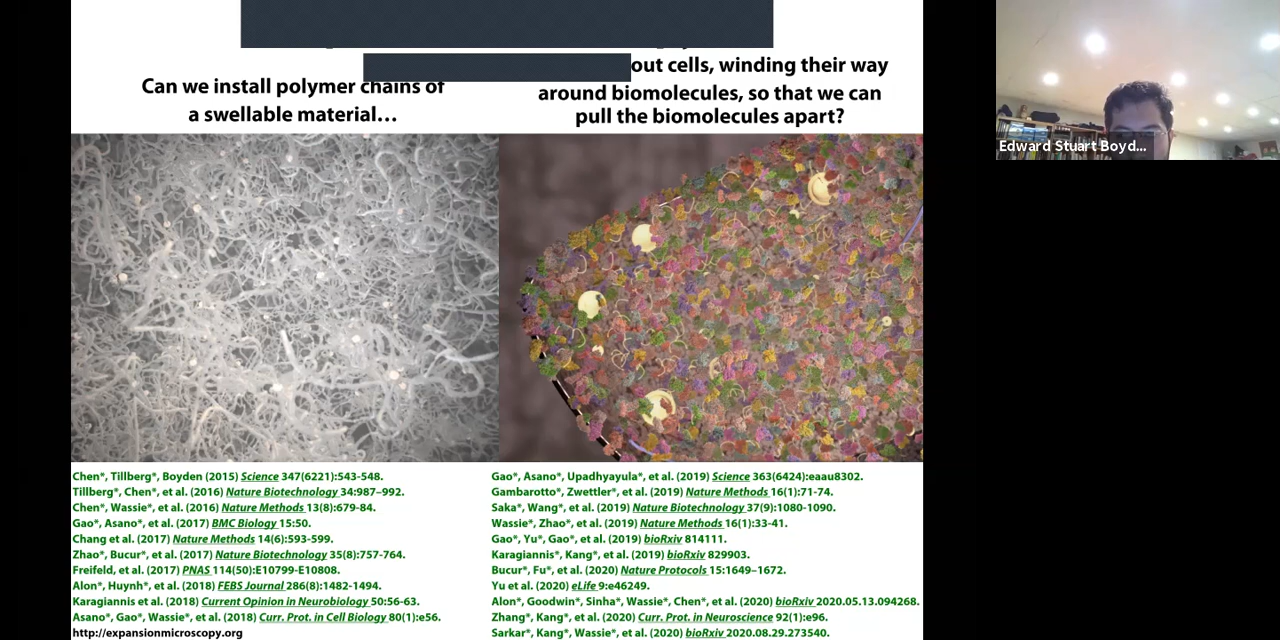 Can we install polymer chains of
a swellable material…
out cells, winding their way
around biomolecules, so that we can
pull the biomolecules apart?
Edward Stuart Boyd...
Chen*, Tillberg*, Boyden (2015) Science 347(6221):543-548.
Tillberg*, Chen*, et al. (2016) Nature Biotechnology 34:987–992.
Chen*, Wassie*, et al. (2016) Nature Methods 13(8):679-84.
Gao*, Asano*, et al. (2017) BMC Biology 15:50.
Chang et al. (2017) Nature Methods 14(6):593-599.
Zhao*, Bucur*, et al. (2017) Nature Biotechnology 35(8):757-764.
Freifeld, et al. (2017) PNAS 114(50):E10799-E10808.
Alon*, Huynh*, et al. (2018) FEBS Journal 286(8):1482-1494.
Karagiannis et al. (2018) Current Opinion in Neurobiology 50:56-63.
Asano*, Gao*, Wassie*, et al. (2018) Curr. Prot. in Cell Biology 80(1):e56.
http://expansionmicroscopy.org
Gao*, Asano*, Upadhyayula*, et al. (2019) Science 363(6424):eaau8302.
Gambarotto*, Zwettler*, et al. (2019) Nature Methods 16(1):71-74.
Saka*, Wang*, et al. (2019) Nature Biotechnology 37(9):1080-1090.
Wassie*, Zhao*, et al. (2019) Nature Methods 16(1):33-41.
Gao*, Yu*, Gao*, et al. (2019) bioRxiv 814111.
Karagiannis*, Kang*, et al. (2019) bioRxiv 829903.
Bucur*, Fu*, et al. (2020) Nature Protocols 15:1649–1672.
Yu et al. (2020) eLife 9:e46249.
Alon*, Goodwin*, Sinha*, Wassie*, Chen*, et al. (2020) bioRxiv 2020.05.13.094268.
Zhang*, Kang*, et al. (2020) Curr. Prot. in Neuroscience 92(1):e96.
Sarkar*, Kang*, Wassie*, et al. (2020) bioRxiv 2020.08.29.273540.